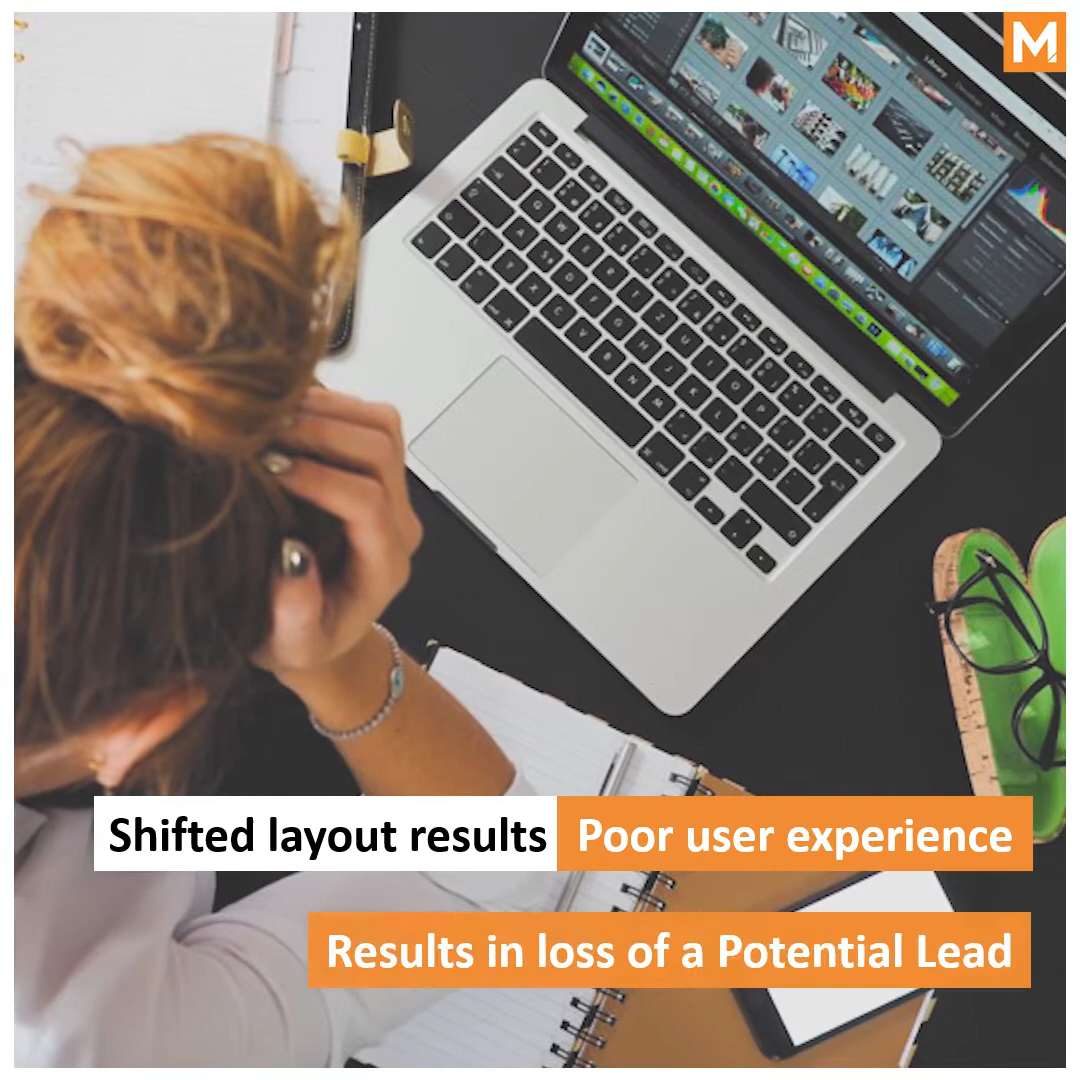 M
Shifted layout results Poor user experience
Results in loss of a Potential Lead